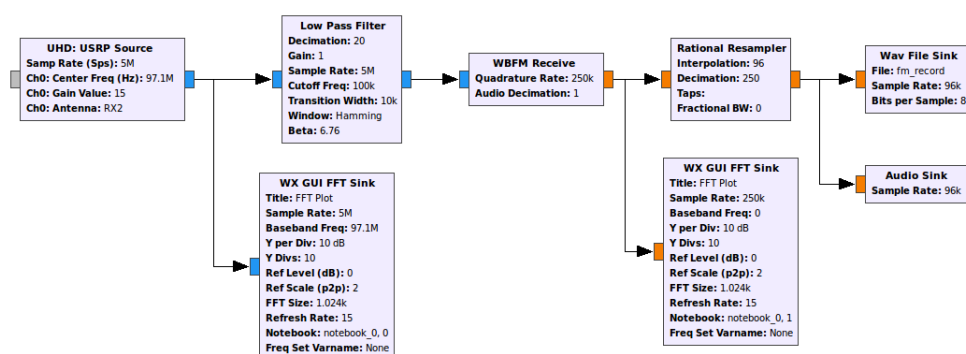 UHD: USRP Source
Samp Rate (Sps): 5M
Ch0: Center Freq (Hz): 97.1M
Ch0: Gain Value: 15
Ch0: Antenna: RX2
Low Pass Filter
Decimation: 20
Gain: 1
Sample Rate: 5M
Cutoff Freq: 100k
Transition Width: 10k
Window: Hamming
Beta: 6.76
WBFM Receive
Quadrature Rate: 250k
Audio Decimation: 1
Rational Resampler
Interpolation: 96
Decimation: 250
Taps:
Fractional BW: 0
Wav File Sink
File: fm_record
Sample Rate: 96k
Bits per Sample: 8
WX GUI FFT Sink
Title: FFT Plot
Sample Rate: 5M
Baseband Freq: 97.1M
Y per Div: 10 dB
Y Divs: 10
Ref Level (dB): 0
Ref Scale (p2p): 2
FFT Size: 1.024k
Refresh Rate: 15
Notebook: notebook_0, 0
Freq Set Varname: None
WX GUI FFT Sink
Title: FFT Plot
Sample Rate: 250k
Baseband Freq: 0
Y per Div: 10 dB
Y Divs: 10
Ref Level (dB): 0
Ref Scale (p2p): 2
FFT Size: 1.024k
Refresh Rate: 15
Notebook: notebook_0, 1
Freq Set Varname: None
Audio Sink
Sample Rate: 96k